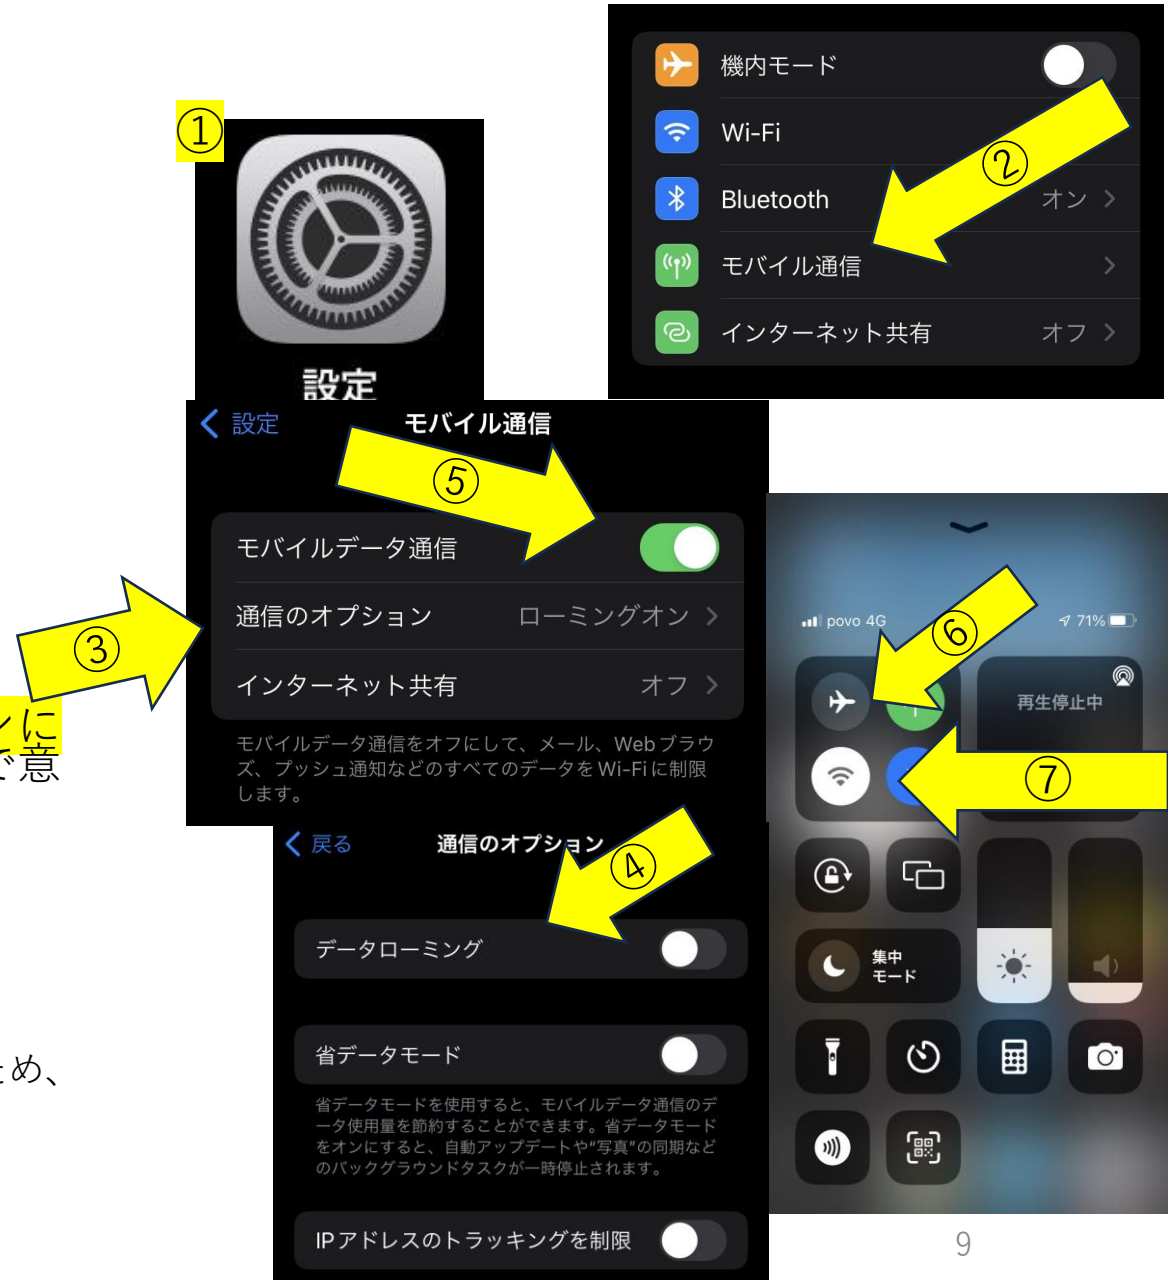 ①
設定
機内モード
Wi-Fi
②
Bluetooth
オン
モバイル通信
インターネット共有
オフ
設定
モバイル通信
⑤
モバイルデータ通信
通信のオプション
ローミングオン
③
インターネット共有
オフ
モバイルデータ通信をオフにして、メール、Webブラウ
ズ、プッシュ通知などのすべてのデータをWi-Fiに制限
します。
ンに
で意
ため、
戻る
通信のオプション
④
データローミング
省データモード
省データモードを使用すると、モバイルデータ通信のデ
ータ使用量を節約することができます。省データモード
をオンにすると、自動アップデートや“写真”の同期など
のバックグラウンドタスクが一時停止されます。
IPアドレスのトラッキングを制限
povo 4G
71%
⑥
再生停止中
⑦
集中
モード
9